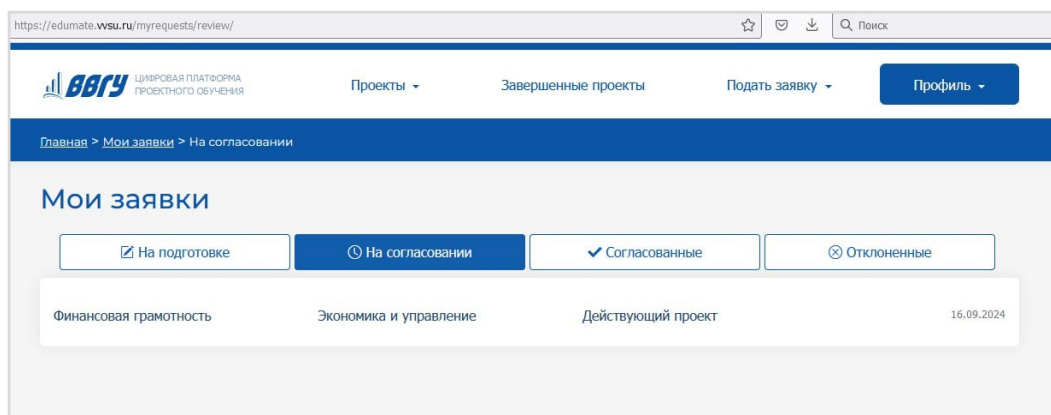 https://edumate.vvsu.ru/myrequests/review/ Поиск
ВВГУ ЦИФРОВАЯ ПЛАТФОРМА ПРОЕКТНОГО ОБУЧЕНИЯ Проекты Завершенные проекты Подать заявку Профиль
Главная > Мои заявки > На согласовании
Мои заявки
На подготовке На согласовании Согласованные Отклоненные
Финансовая грамотность Экономика и управление Действующий проект 16.09.2024